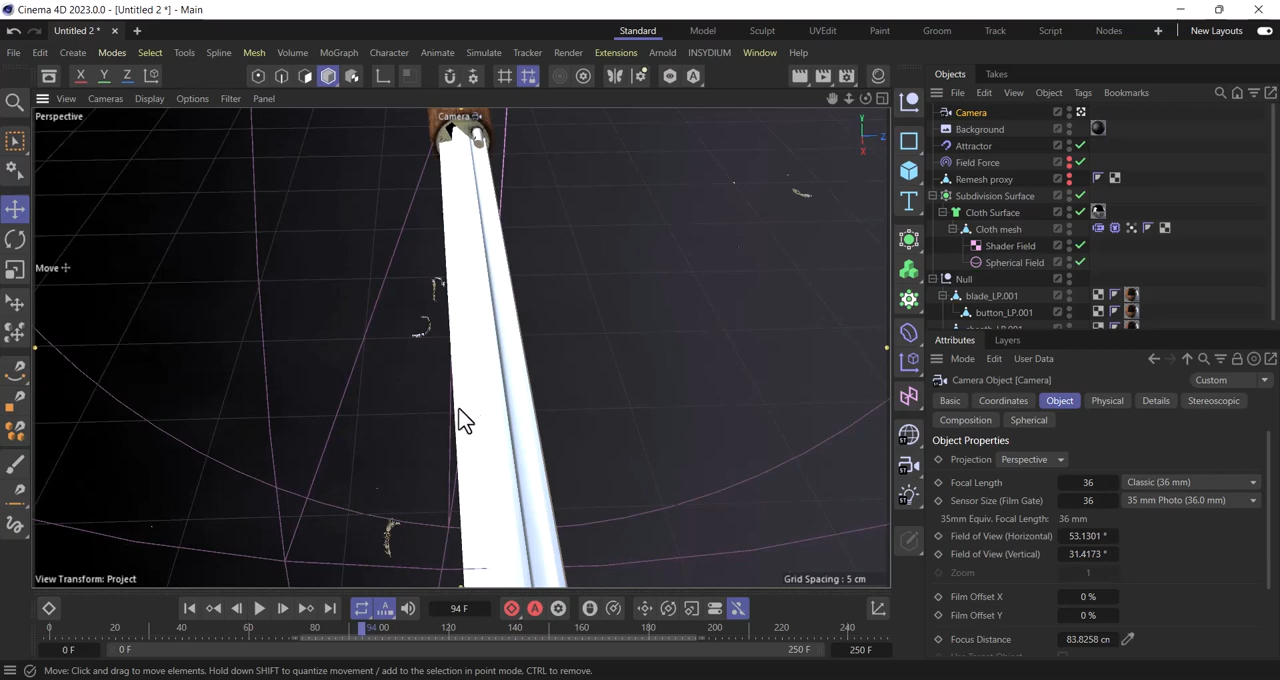 Cinema 4D 2023.0.0 - [Untitled 2 *] - Main
Untitled 2 *
Standard Model Sculpt UVEdit Paint Groom Track Script Nodes New Layouts
File Edit Create Modes Select Tools Spline Mesh Volume MoGraph Character Animate Simulate Tracker Render Extensions Arnold INSYDIUM Window Help
Objects Takes
View Cameras Display Options Filter Panel
File Edit View Object Tags Bookmarks
Perspective
Camera
Y
Z
X
Camera
Background
Attractor
Field Force
Remesh proxy
Subdivision Surface
Cloth Surface
Cloth mesh
Shader Field
Spherical Field
Null
blade_LP.001
button_LP.001
Move
Attributes Layers
Mode Edit User Data
Camera Object [Camera] Custom
Basic Coordinates Object Physical Details Stereoscopic
Composition Spherical
Object Properties
Projection Perspective
Focal Length 36 Classic (36 mm)
Sensor Size (Film Gate) 36 35 mm Photo (36.0 mm)
35mm Equiv. Focal Length: 36 mm
Field of View (Horizontal) 53.1301 °
Field of View (Vertical) 31.4173 °
Zoom 1
Film Offset X 0 %
Film Offset Y 0 %
Focus Distance 83.8258 cn
View Transform: Project
Grid Spacing : 5 cm
94 F
0 20 40 60 80 94 00 120 140 160 180 200 220 240
0 F 0 F 250 F 250 F
Move: Click and drag to move elements. Hold down SHIFT to quantize movement / add to the selection in point mode, CTRL to remove.